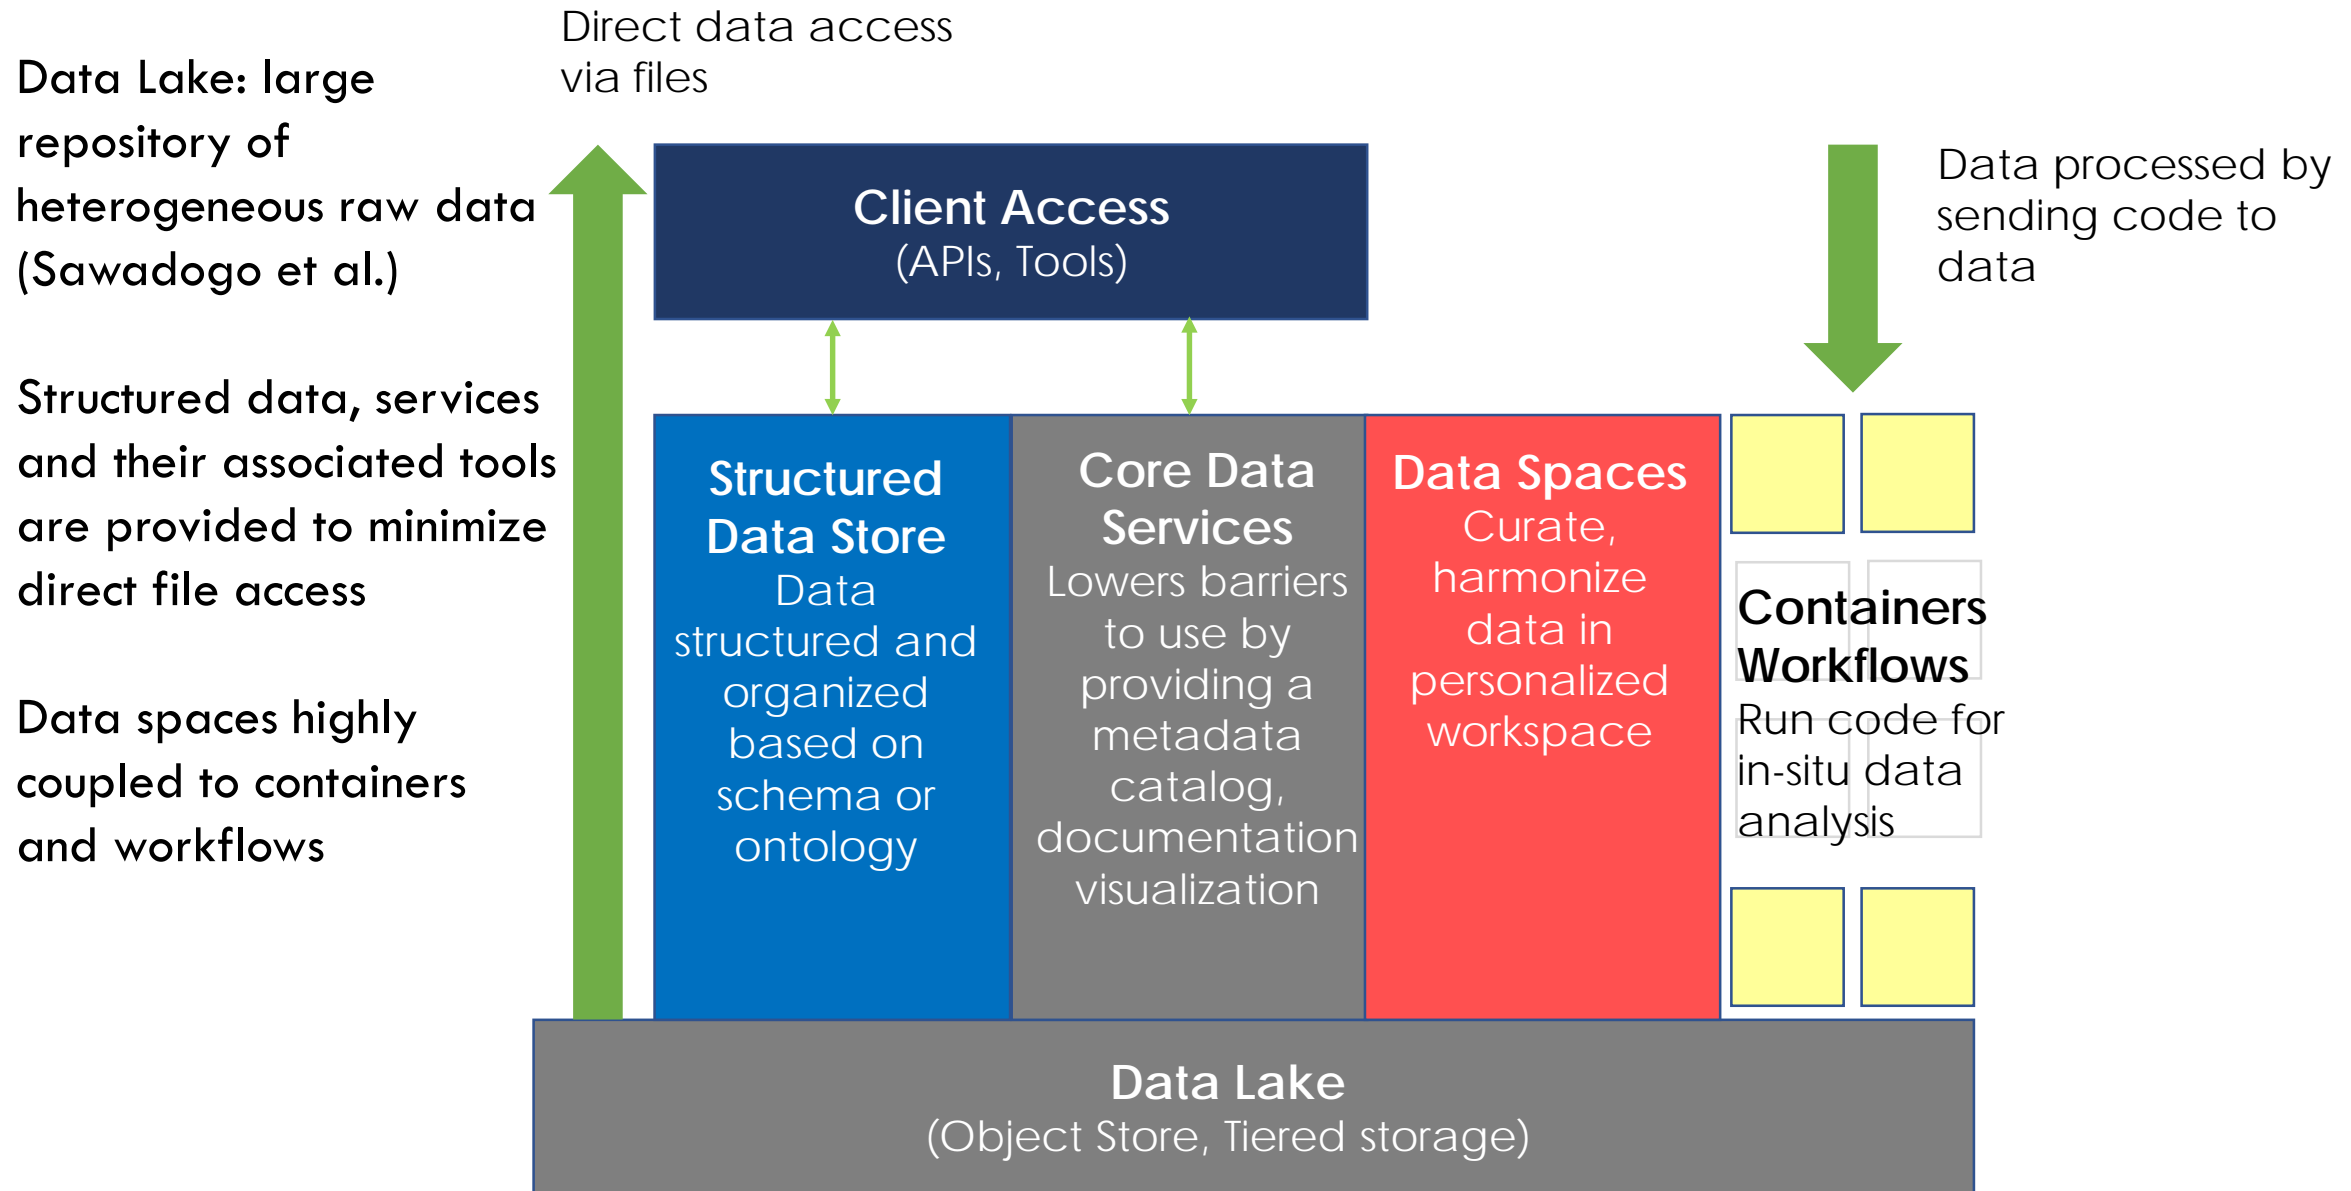 Data Lake: large
repository of
heterogeneous raw data
(Sawadogo et al.)
Structured data, services
and their associated tools
are provided to minimize
direct file access
Data spaces highly
coupled to containers
and workflows
Direct data access
via files
Client Access
(APIs, Tools)
Data processed by
sending code to
data
Structured
Data Store
Data
structured and
organized
based on
schema or
ontology
Core Data
Services
Lowers barriers
to use by
providing a
metadata
catalog,
documentation
visualization
Data Spaces
Curate,
harmonize
data in
personalized
workspace
Containers
Workflows
Run code for
in-situ data
analysis
Data Lake
(Object Store, Tiered storage)